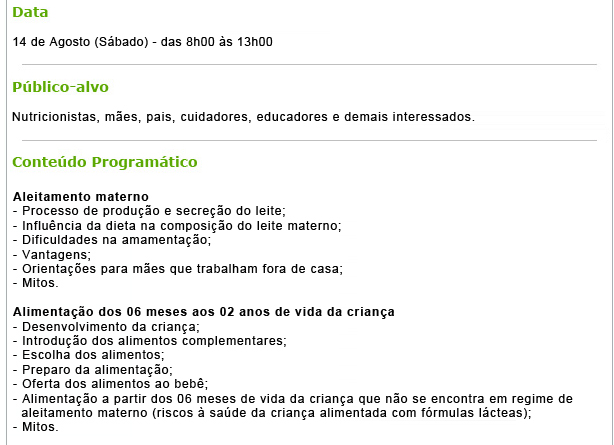 Data
14 de Agosto (Sábado) - das 8h00 às 13h00
Público-alvo
Nutricionistas, mães, pais, cuidadores, educadores e demais interessados.
Conteúdo Programático
Aleitamento materno
- Processo de produção e secreção do leite;
- Influência da dieta na composição do leite materno;
- Dificuldades na amamentação;
- Vantagens;
- Orientações para mães que trabalham fora de casa;
- Mitos.
Alimentação dos 06 meses aos 02 anos de vida da criança
- Desenvolvimento da criança;
- Introdução dos alimentos complementares;
- Escolha dos alimentos;
- Preparo da alimentação;
- Oferta dos alimentos ao bebê;
- Alimentação a partir dos 06 meses de vida da criança que não se encontra em regime de
aleitamento materno (riscos à saúde da criança alimentada com fórmulas lácteas);
- Mitos.